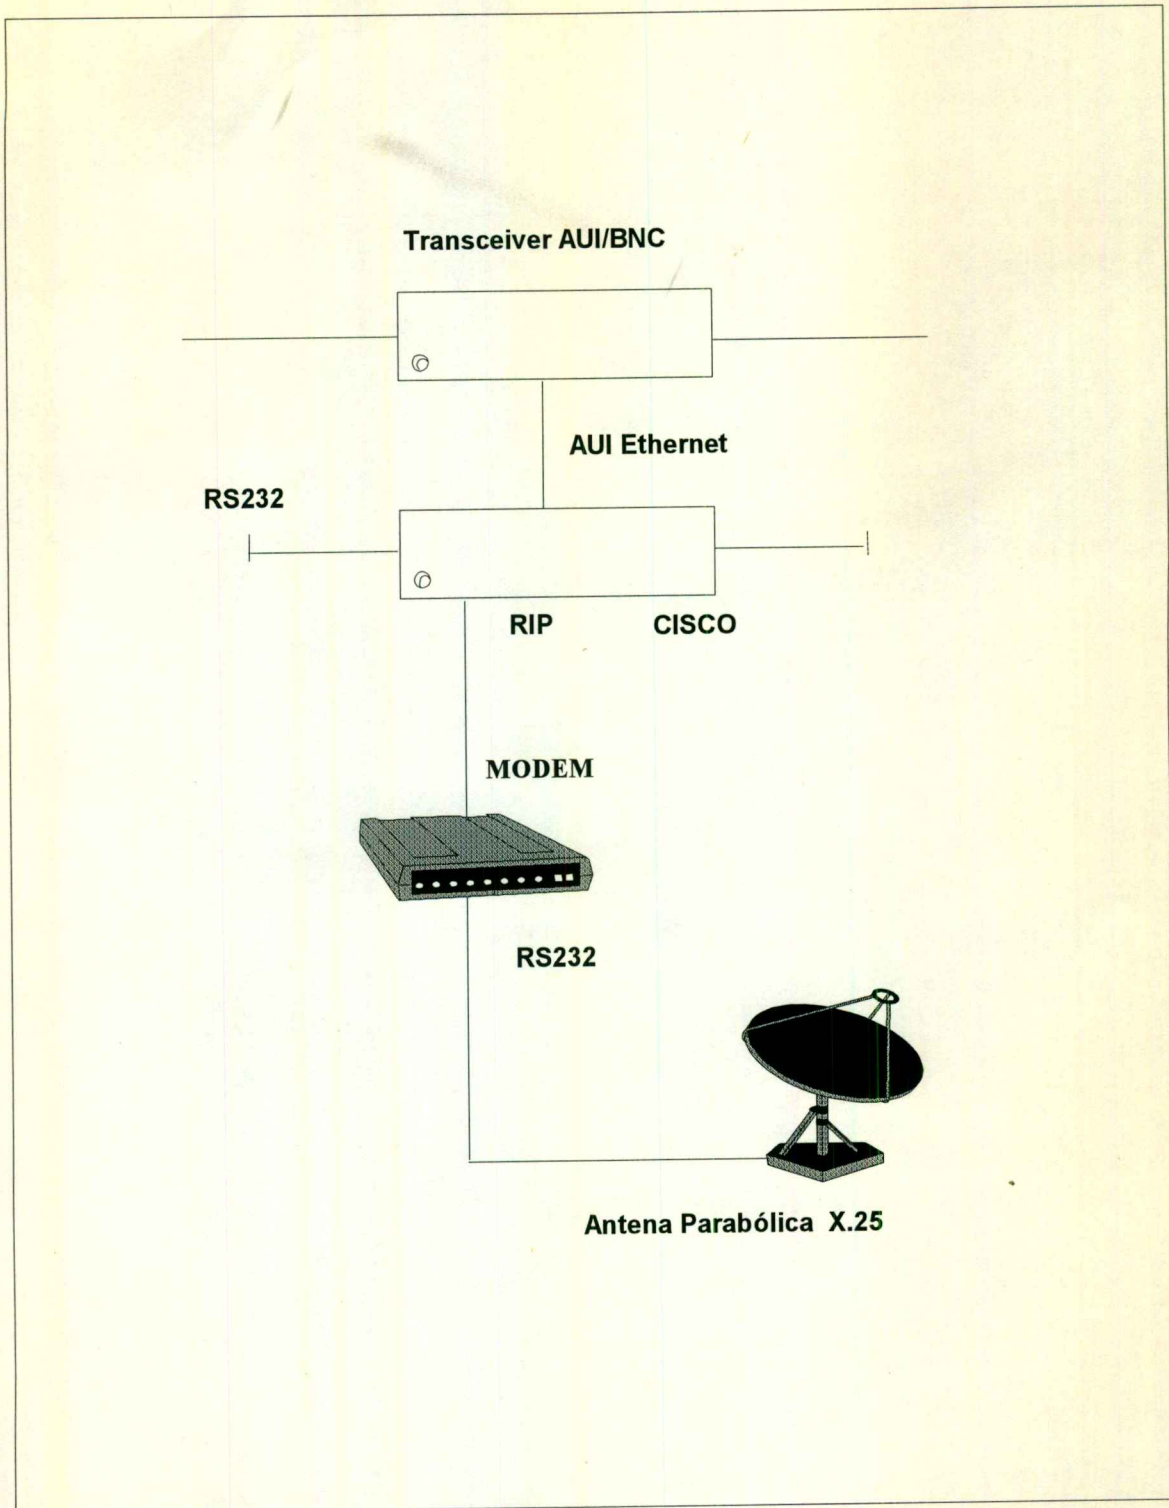 Transceiver AUI/BNC
AUI Ethernet
RS232
RIP CISCO
MODEM
RS232
Antena Parabólica X.25